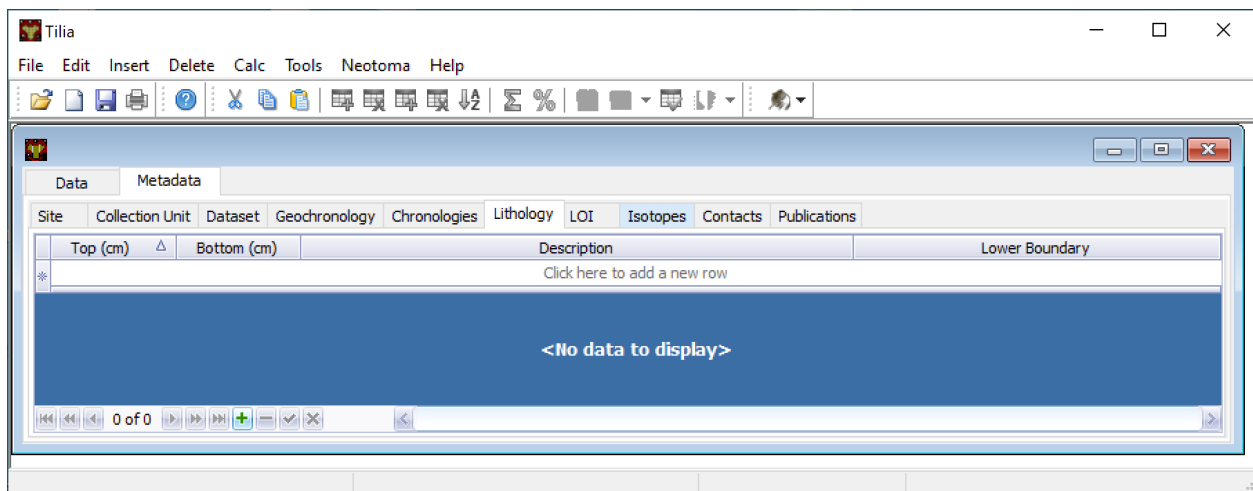 Tilia
File Edit Insert Delete Calc Tools Neotoma Help
Data Metadata
Site Collection Unit Dataset Geochronology Chronologies Lithology LOI Isotopes Contacts Publications
Top (cm) Bottom (cm) Description Lower Boundary
Click here to add a new row
<No data to display>
0 of 0